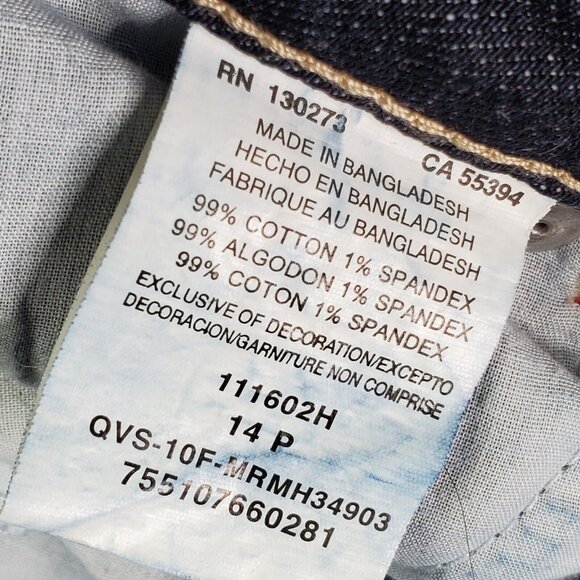 RN 130273 CA 55394
MADE IN BANGLADESH
HECHO EN BANGLADESH
FABRIQUE AU BANGLADESH
99% COTTON 1% SPANDEX
99% ALGODON 1% SPANDEX
99% COTON 1% SPANDEX
EXCLUSIVE OF DECORATION/EXCEPTO
DECORACION/GARNITURE NON COMPRISE
111602H
14 P
QVS-10F-MRMH34903
755107660281